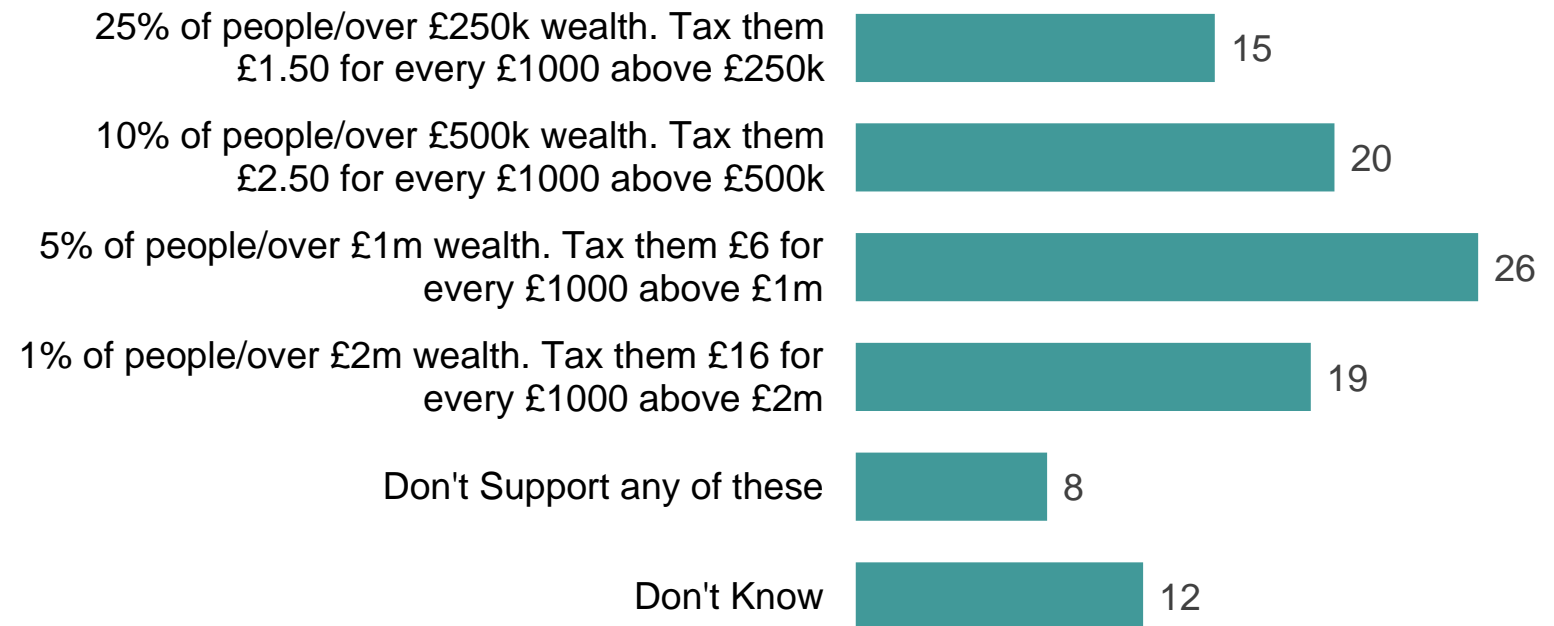 25% of people/over £250k wealth. Tax them
£1.50 for every £1000 above £250k
15
10% of people/over £500k wealth. Tax them
£2.50 for every £1000 above £500k
20
5% of people/over £1m wealth. Tax them £6 for
every £1000 above £1m
26
1% of people/over £2m wealth. Tax them £16 for
every £1000 above £2m
19
Don't Support any of these
8
Don't Know
12